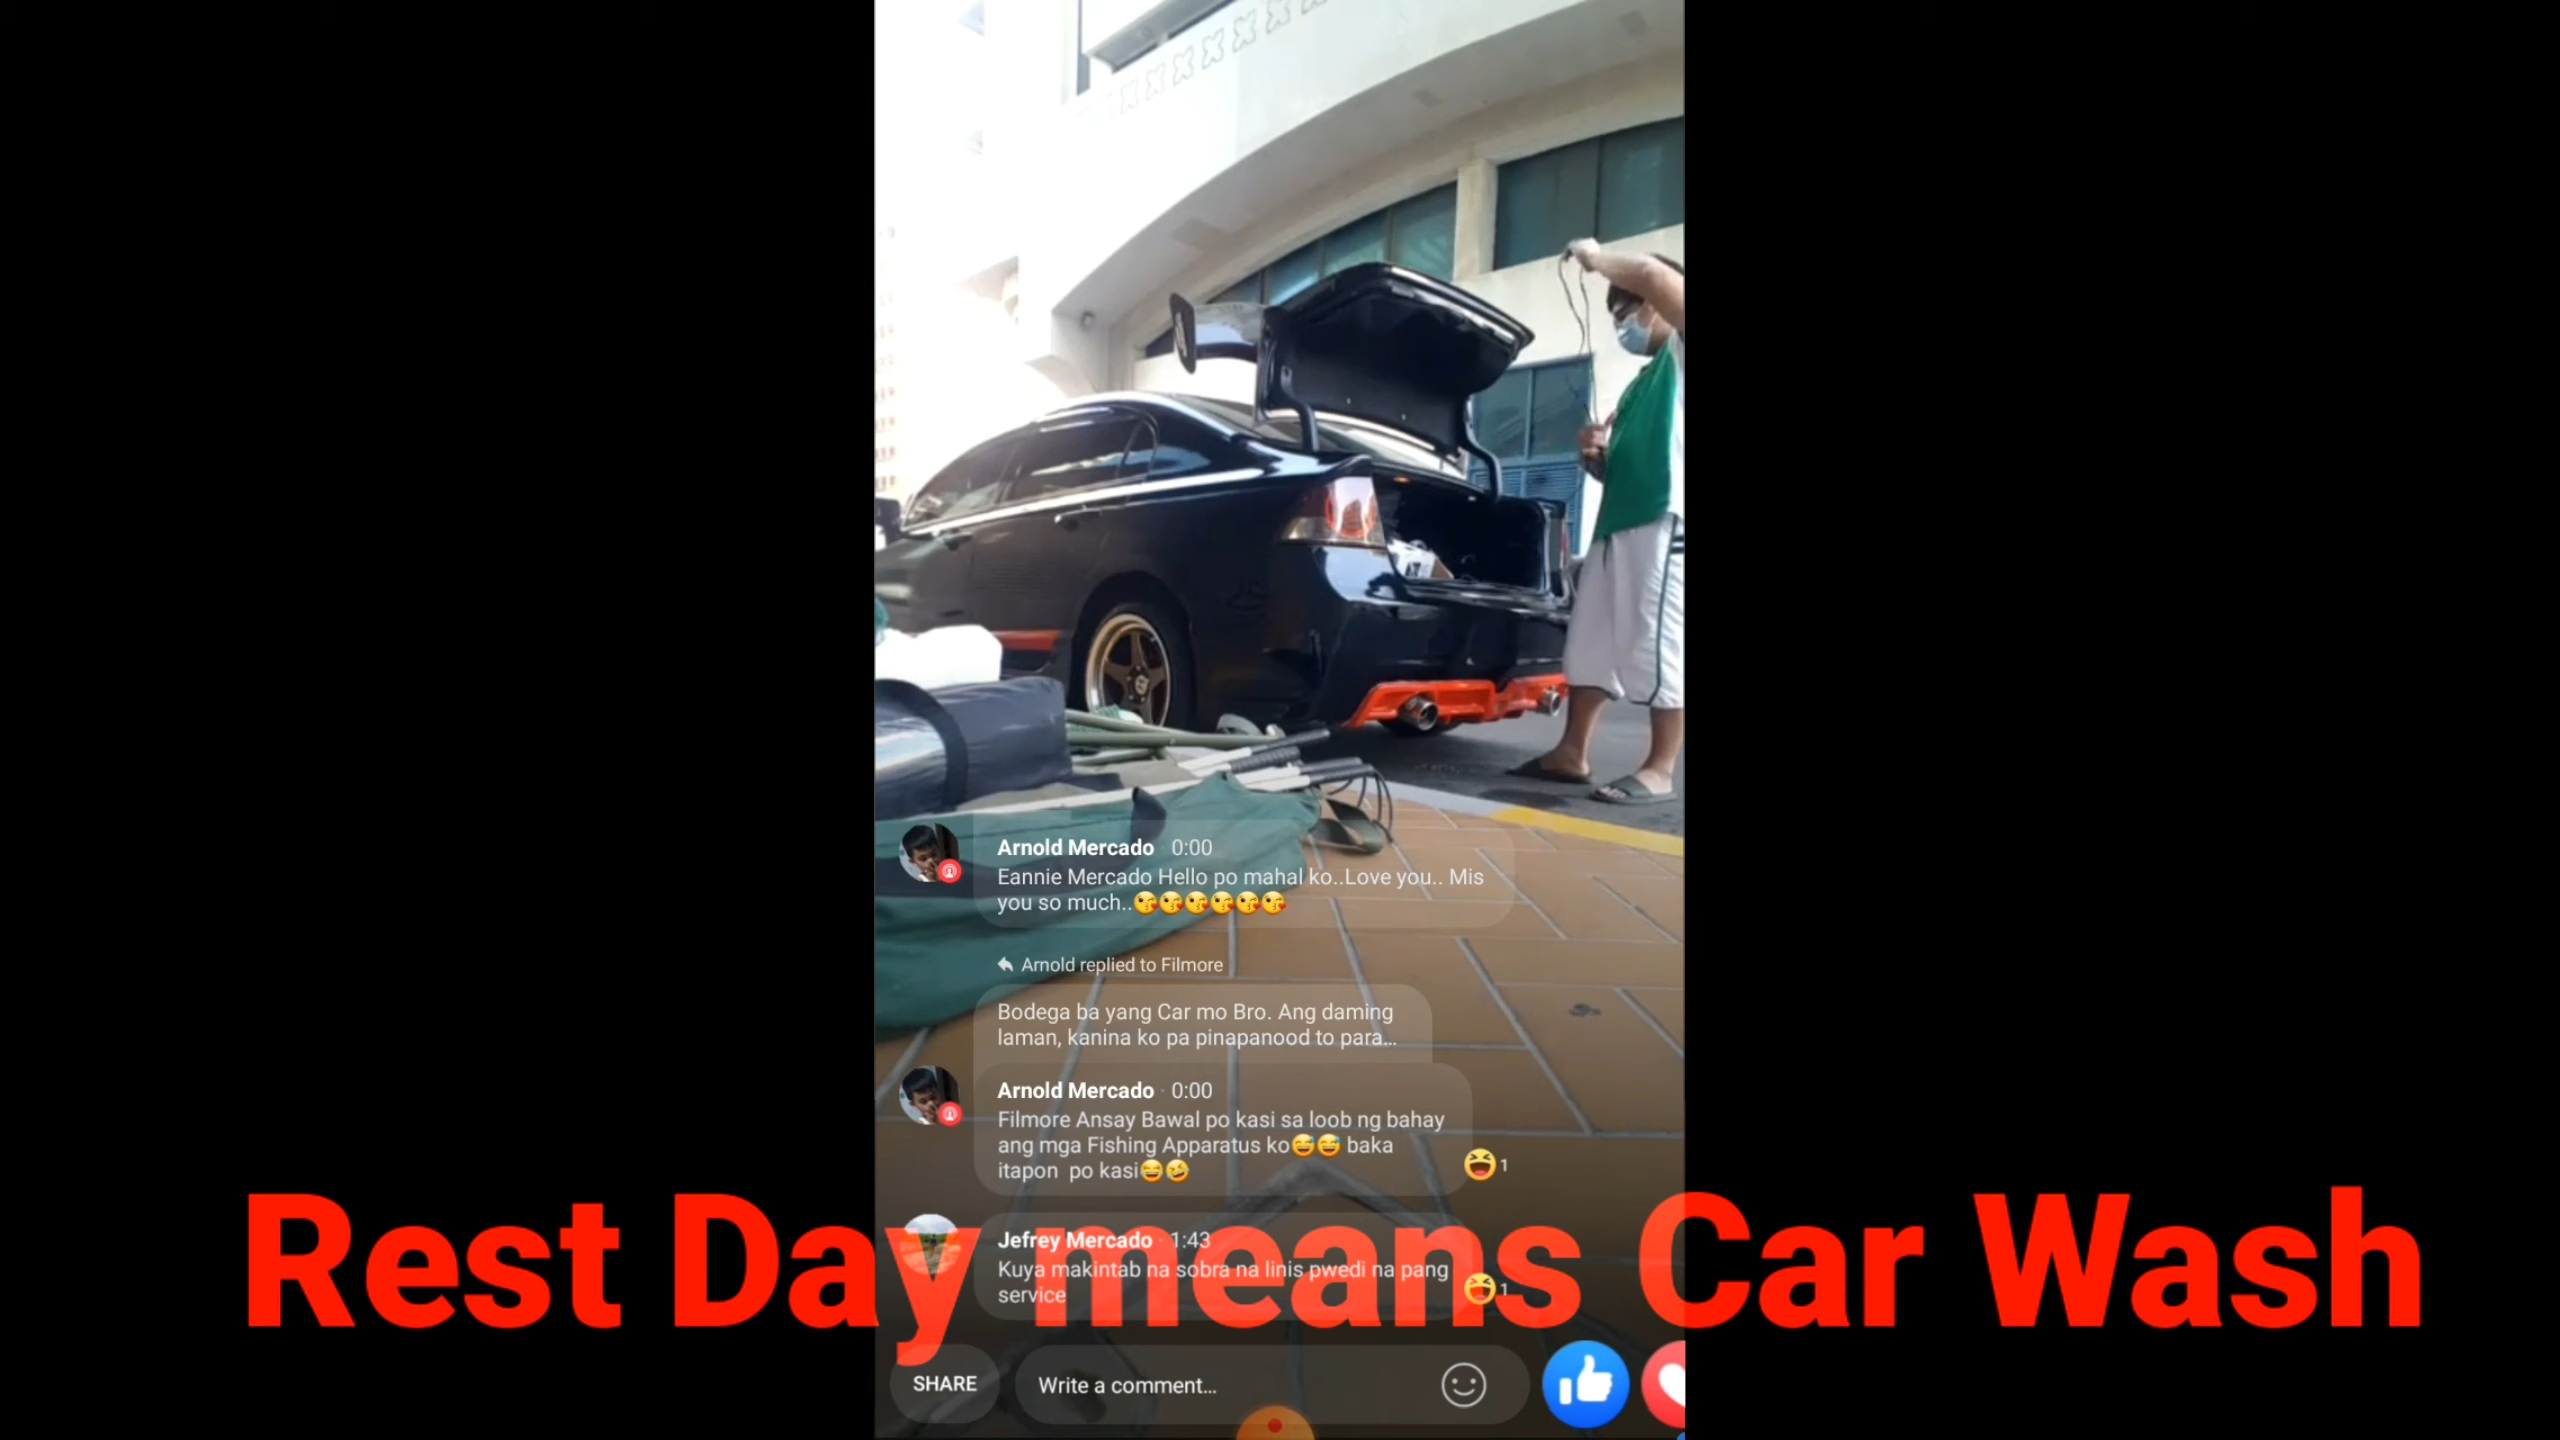 Arnold Mercado 0:00
Eannie Mercado Hello po mahal ko..Love you.. Mis
you so much..😘😘😘😘😘😘
Arnold replied to Filmore
Bodega ba yang Car mo Bro. Ang daming
laman, kanina ko pa pinapanood to para...
Arnold Mercado · 0:00
Filmore Ansay Bawal po kasi sa loob ng bahay
ang mga Fishing Apparatus ko😅😅 baka
itapon po kasi😂🤣
1
Jefrey Mercado · 1:43
Kuya makintab na sobra na linis pwedi na pang
service
1
Rest Day means Car Wash
SHARE
Write a comment...